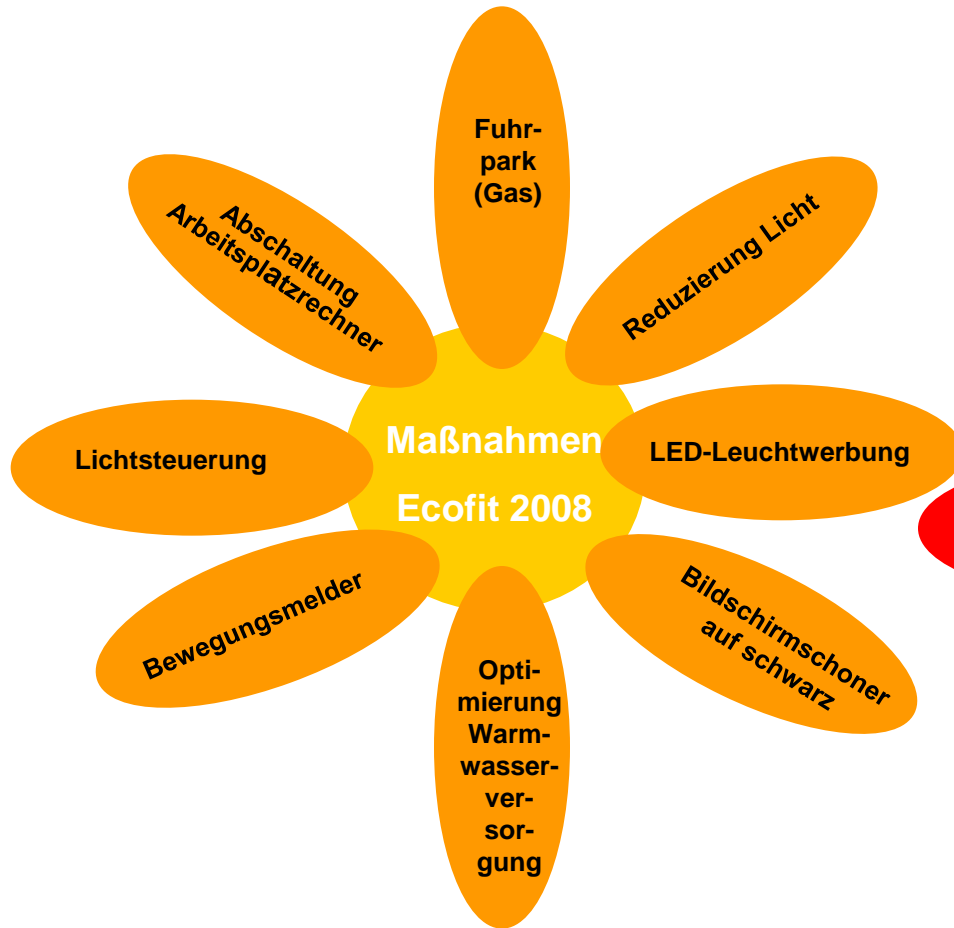 Fuhr-
park
(Gas)
Reduzierung Licht
LED-Leuchtwerbung
Bildschirmschoner
auf schwarz
Opti-
mierung
Warm-
wasser-
ver-
sor-
gung
Bewegungsmelder
Lichtsteuerung
Abschaltung
Arbeitsplatzrechner
Maßnahmen
Ecofit 2008